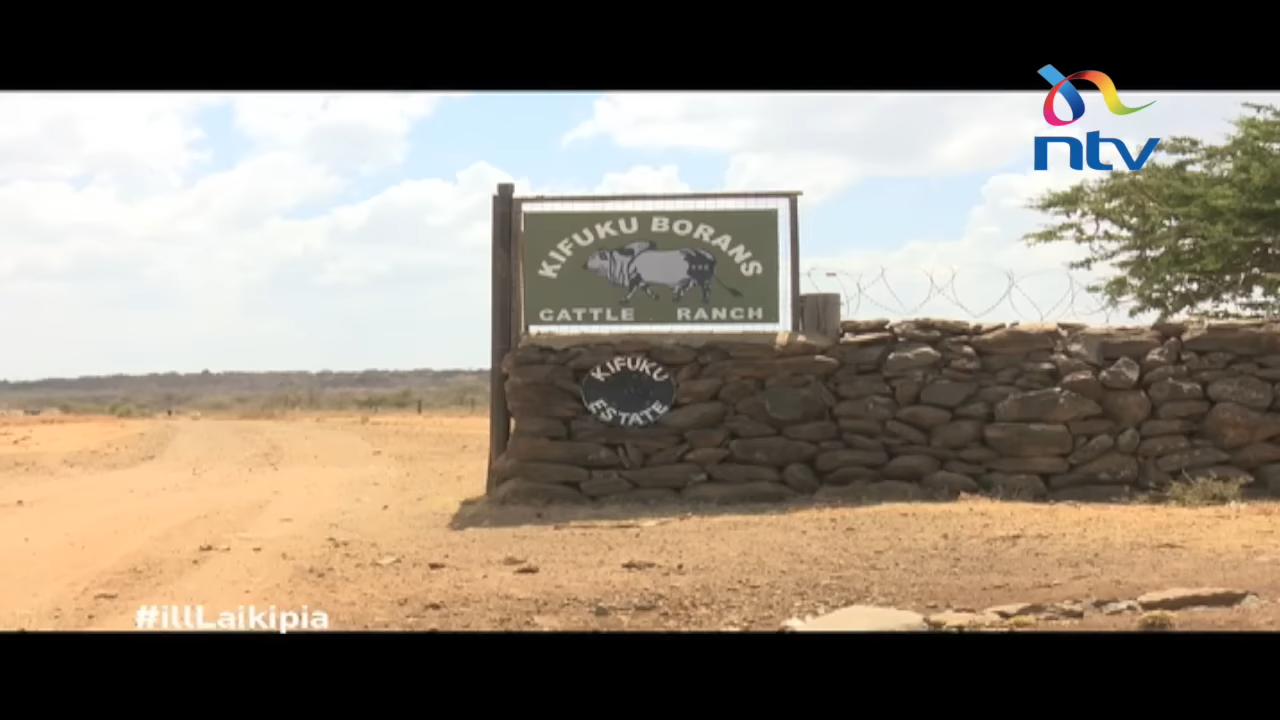 ntv
KIFUKU BORANS
CATTLE RANCH
KIFUKU
ESTATE
#illLaikipia